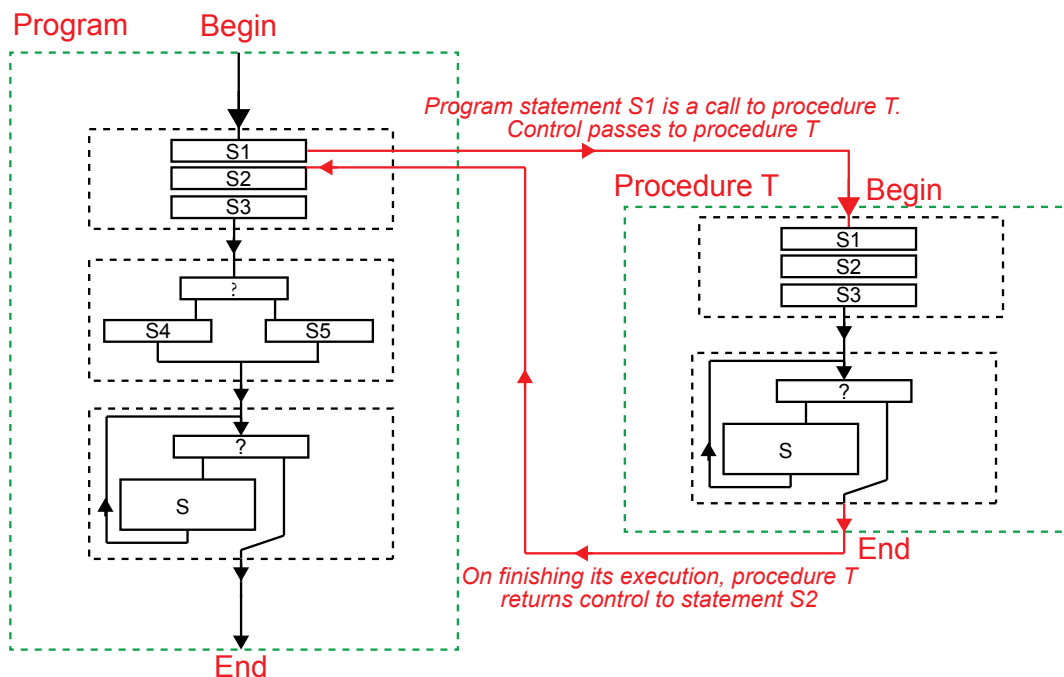 Program
Begin
Program statement S1 is a call to procedure T.
Control passes to procedure T
S1
S2
S3
Procedure T
Begin
S1
S2
S3
?
S4
S5
?
S
?
S
End
On finishing its execution, procedure T
returns control to statement S2
End